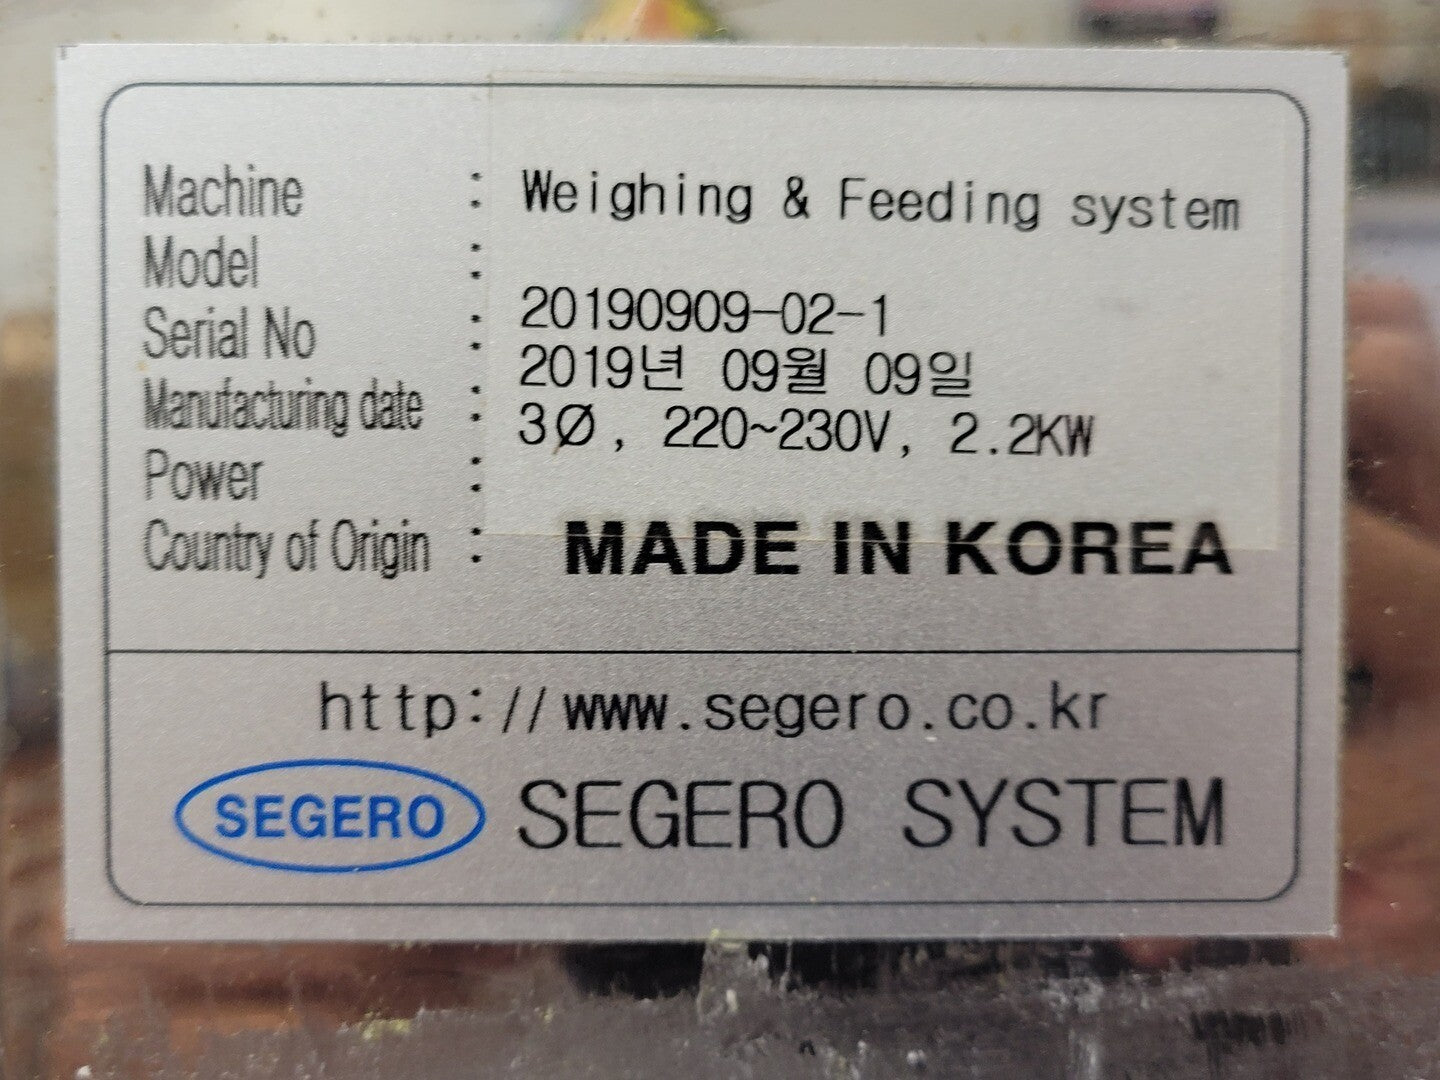 Machine : Weighing & Feeding system
Model :
Serial No : 20190909-02-1
Manufacturing date : 2019년 09월 09일
Power : 3Ø, 220~230V, 2.2KW
Country of Origin : MADE IN KOREA
http://www.segero.co.kr
SEGERO SEGERO SYSTEM